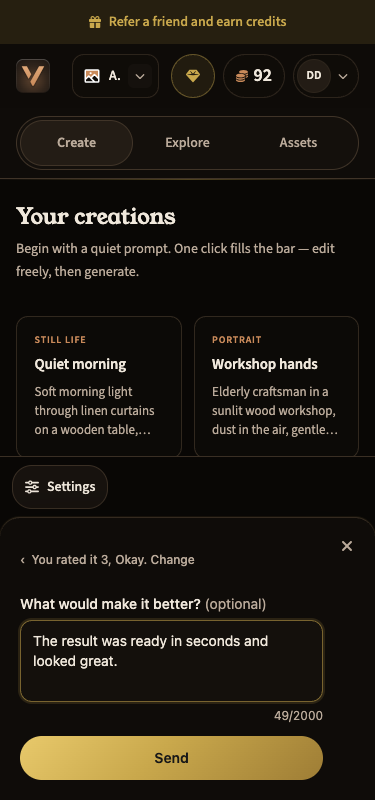 Refer a friend and earn credits
A.
92
DD
Create
Explore
Assets
Your creations
Begin with a quiet prompt. One click fills the bar — edit
freely, then generate.
STILL LIFE
Quiet morning
Soft morning light
through linen curtains
on a wooden table,…
PORTRAIT
Workshop hands
Elderly craftsman in a
sunlit wood workshop,
dust in the air, gentle…
Settings
‹ You rated it 3, Okay. Change
What would make it better? (optional)
The result was ready in seconds and
looked great.
49/2000
Send